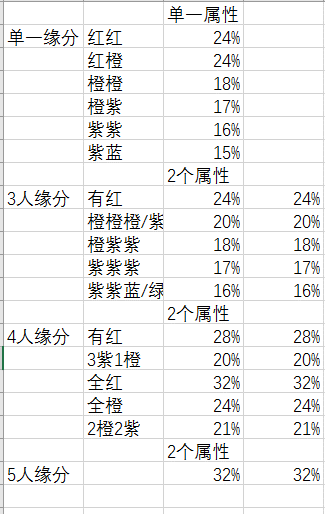 单一属性
单一缘分 红红 24%
红橙 24%
橙橙 18%
橙紫 17%
紫紫 16%
紫蓝 15%
2个属性
3人缘分 有红 24% 24%
橙橙橙/紫 20% 20%
橙紫紫 18% 18%
紫紫紫 17% 17%
紫紫蓝/绿 16% 16%
2个属性
4人缘分 有红 28% 28%
3紫1橙 20% 20%
全红 32% 32%
全橙 24% 24%
2橙2紫 21% 21%
2个属性
5人缘分 32% 32%